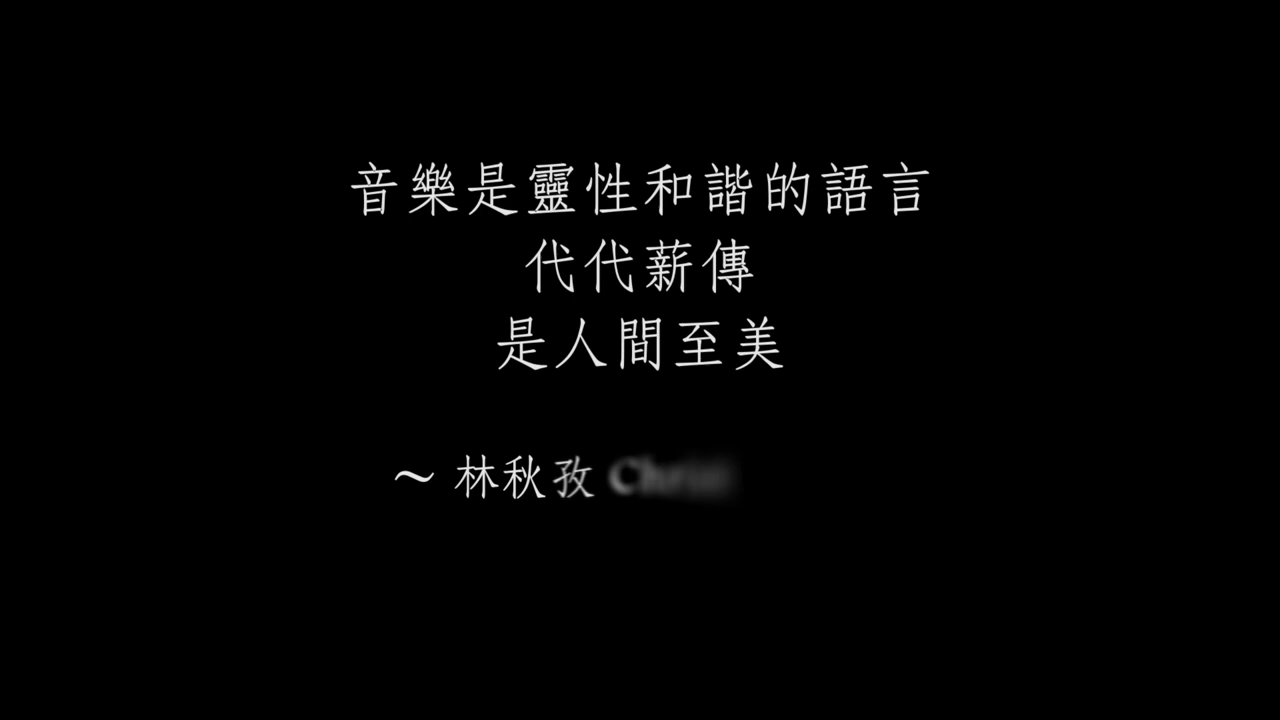 音樂是靈性和諧的語言
代代薪傳
是人間至美
～ 林秋孜